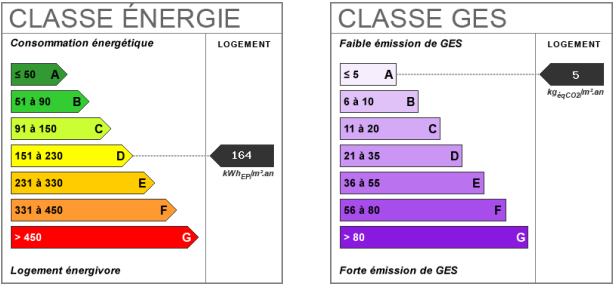 CLASSE ÉNERGIE
Consommation énergétique
LOGEMENT
≤ 50 A
51 à 90 B
91 à 150 C
151 à 230 D
164
kWhEP/m².an
231 à 330 E
331 à 450 F
> 450 G
Logement énergivore
CLASSE GES
Faible émission de GES
LOGEMENT
≤ 5 A
5
kgéqCO2/m².an
6 à 10 B
11 à 20 C
21 à 35 D
36 à 55 E
56 à 80 F
> 80 G
Forte émission de GES